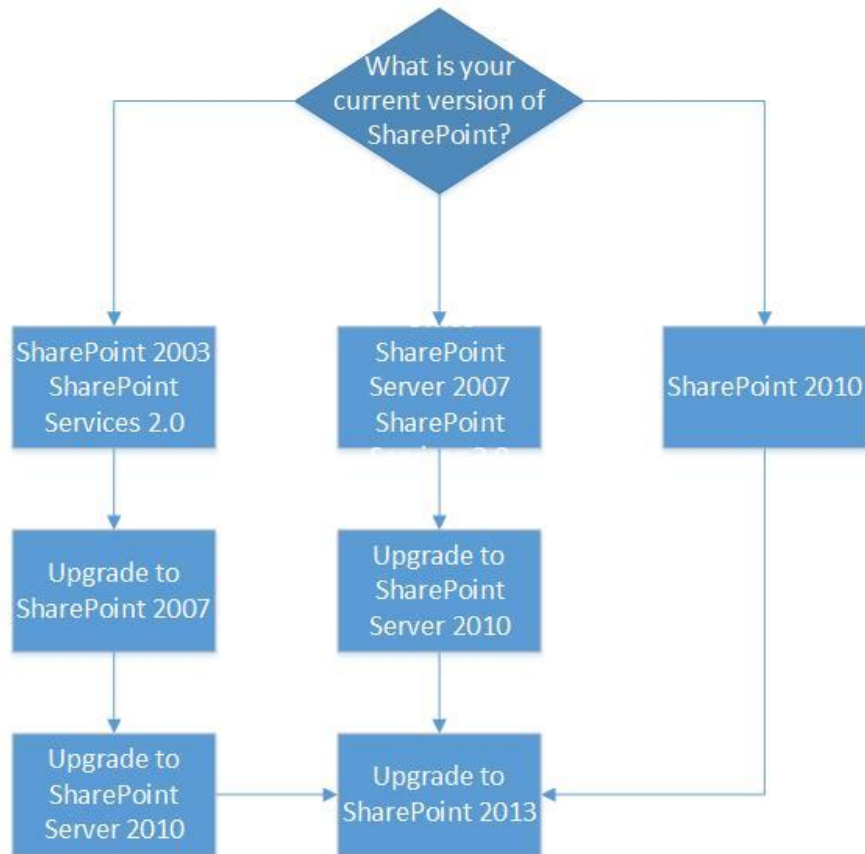 What is your
current version of
SharePoint?
SharePoint 2003
SharePoint
Services 2.0
SharePoint
Server 2007
SharePoint
SharePoint 2010
Upgrade to
SharePoint 2007
Upgrade to
SharePoint
Server 2010
Upgrade to
SharePoint
Server 2010
Upgrade to
SharePoint 2013